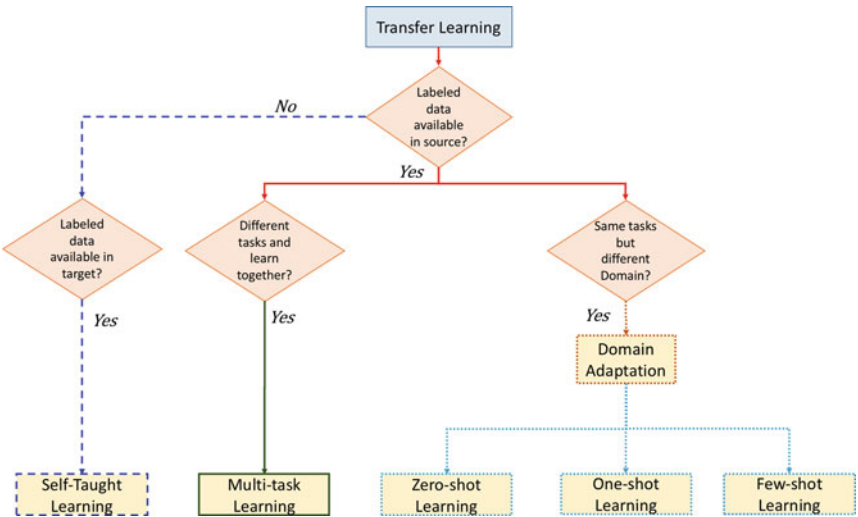 Transfer Learning
Labeled
data
available
in source?
No
Yes
Labeled
data
available in
target?
Different
tasks and
learn
together?
Same tasks
but
different
Domain?
Yes
Yes
Yes
Domain
Adaptation
Self-Taught
Learning
Multi-task
Learning
Zero-shot
Learning
One-shot
Learning
Few-shot
Learning